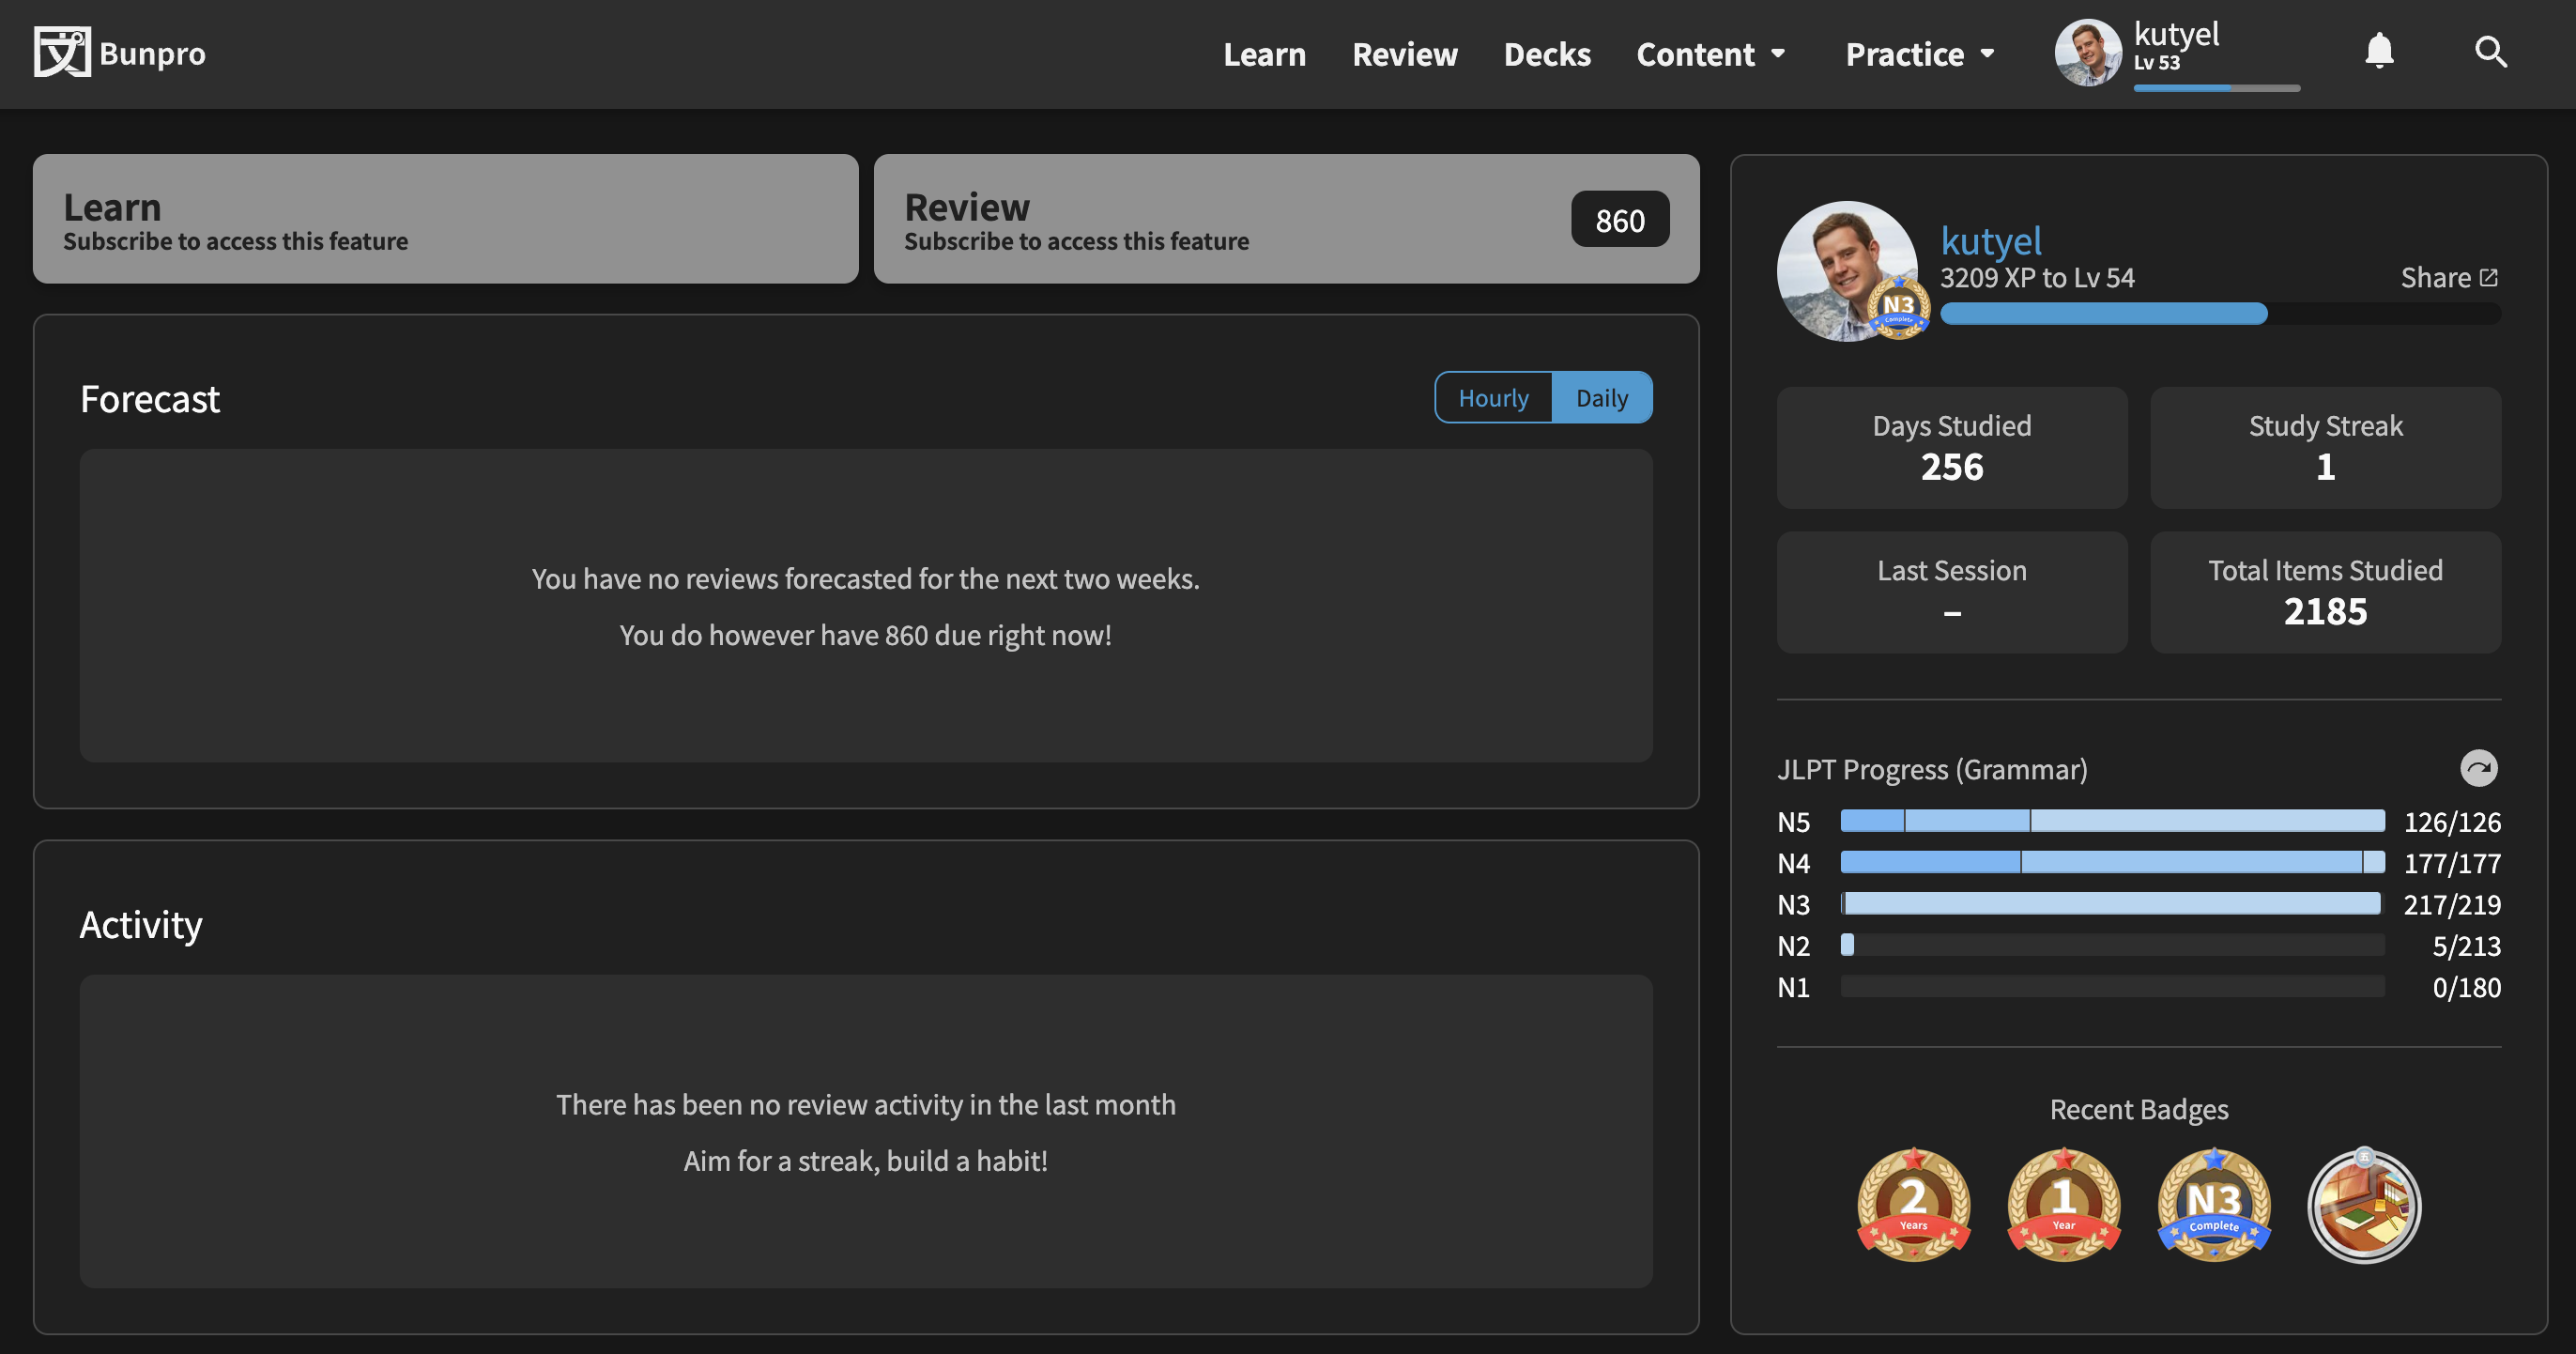 文
Bunpro
Learn
Review
Decks
Content
Practice
kutyel
Lv 53
Learn
Subscribe to access this feature
Review
Subscribe to access this feature
860
Forecast
Hourly
Daily
You have no reviews forecasted for the next two weeks.
You do however have 860 due right now!
Activity
There has been no review activity in the last month
Aim for a streak, build a habit!
N3
Complete
kutyel
3209 XP to Lv 54
Share
Days Studied
256
Study Streak
1
Last Session
–
Total Items Studied
2185
JLPT Progress (Grammar)
N5 126/126
N4 177/177
N3 217/219
N2 5/213
N1 0/180
Recent Badges
2
Years
1
Year
N3
Complete
五